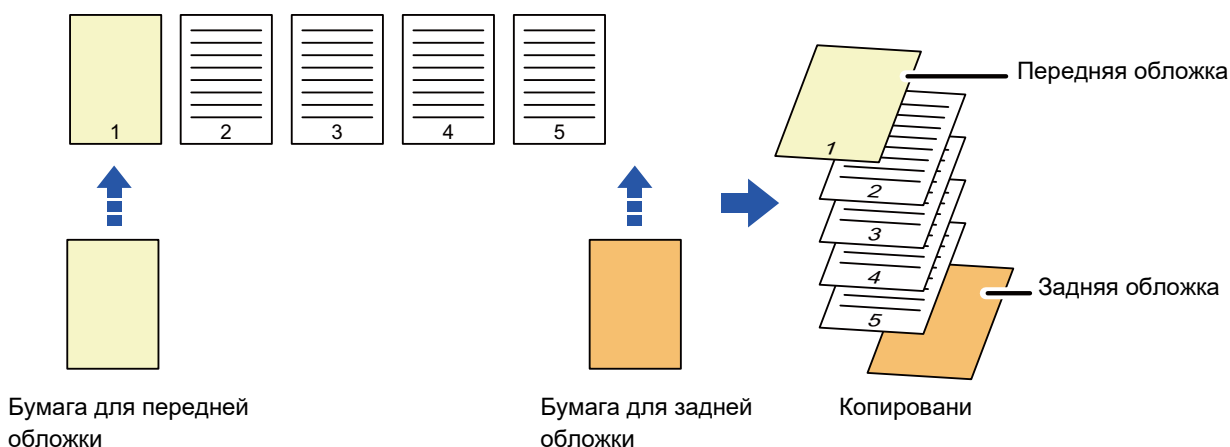 1 2 3 4 5
Передняя обложка
1
2
3
4
5
Задняя обложка
Бумага для передней
обложки
Бумага для задней
обложки
Копировани